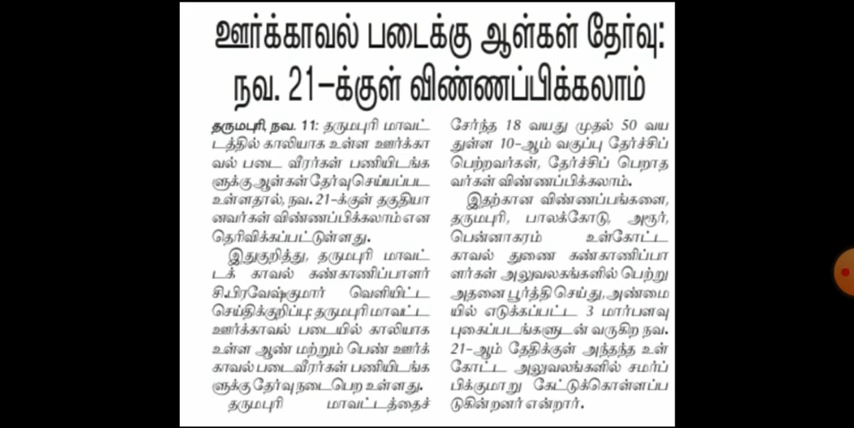 ஊர்க்காவல் படைக்கு ஆள்கள் தேர்வு:
நவ. 21–க்குள் விண்ணப்பிக்கலாம்
தருமபுரி, நவ. 11: தருமபுரி மாவட்
டத்தில் காலியாக உள்ள ஊர்க்கா
வல் படை வீரர்கள் பணியிடங்க
ளுக்கு ஆள்கள் தேர்வு செய்யப்பட
உள்ளதால், நவ. 21–க்குள் தகுதியா
னவர்கள் விண்ணப்பிக்கலாம் என
தெரிவிக்கப்பட்டுள்ளது.
இதுகுறித்து, தருமபுரி மாவட்
டக் காவல் கண்காணிப்பாளர்
சி.பிரவேஷ்குமார் வெளியிட்ட
செய்திக்குறிப்பு: தருமபுரி மாவட்ட
ஊர்க்காவல் படையில் காலியாக
உள்ள ஆண் மற்றும் பெண் ஊர்க்
காவல் படைவீரர்கள் பணியிடங்க
ளுக்கு தேர்வு நடைபெற உள்ளது.
தருமபுரி மாவட்டத்தைச்
சேர்ந்த 18 வயது முதல் 50 வய
துள்ள 10–ஆம் வகுப்பு தேர்ச்சிப்
பெற்றவர்கள், தேர்ச்சிப் பெறாத
வர்கள் விண்ணப்பிக்கலாம்.
இதற்கான விண்ணப்பங்களை,
தருமபுரி, பாலக்கோடு, அரூர்,
பென்னாகரம் உள்கோட்ட
காவல் துணை கண்காணிப்பா
ளர்கள் அலுவலகங்களில் பெற்று
அதனை பூர்த்தி செய்து, அண்மை
யில் எடுக்கப்பட்ட 3 மார்பளவு
புகைப்படங்களுடன் வருகிற நவ.
21–ஆம் தேதிக்குள் அந்தந்த உள்
கோட்ட அலுவலங்களில் சமர்ப்
பிக்குமாறு கேட்டுக்கொள்ளப்ப
டுகின்றனர் என்றார்.